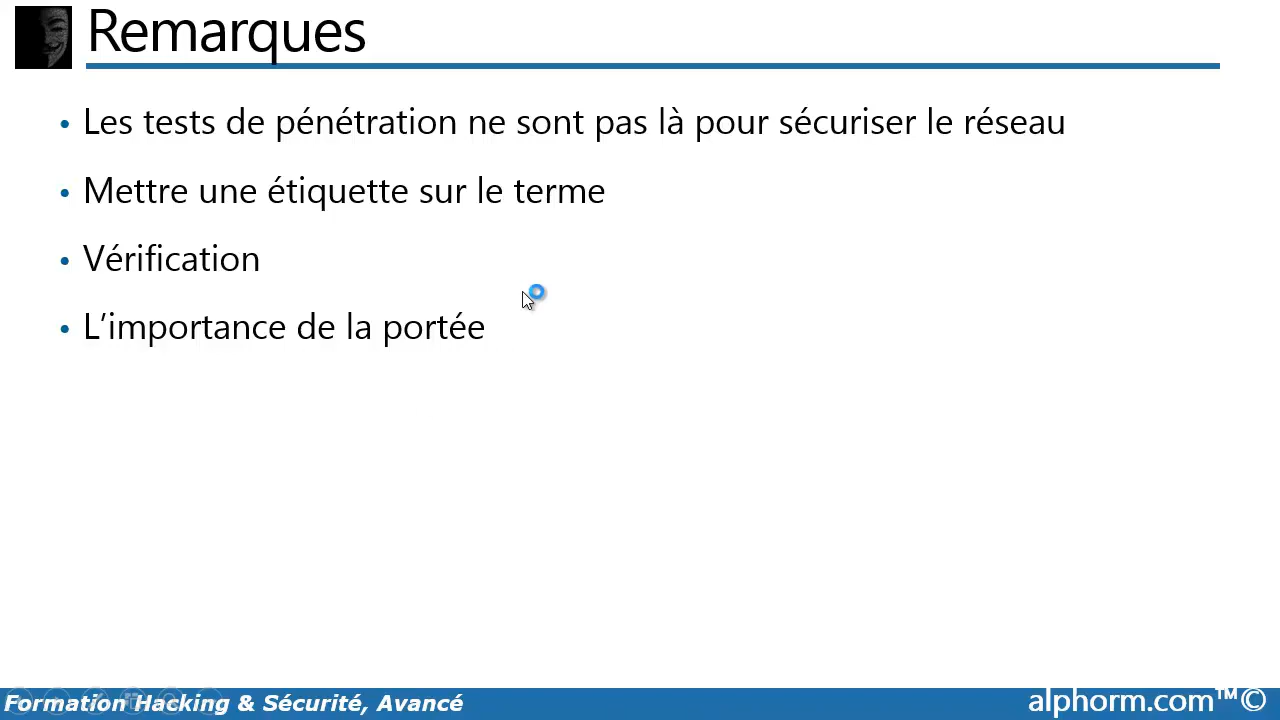 Remarques
• Les tests de pénétration ne sont pas là pour sécuriser le réseau
• Mettre une étiquette sur le terme
• Vérification
• L’importance de la portée
Formation Hacking & Sécurité, Avancé
alphorm.com™©